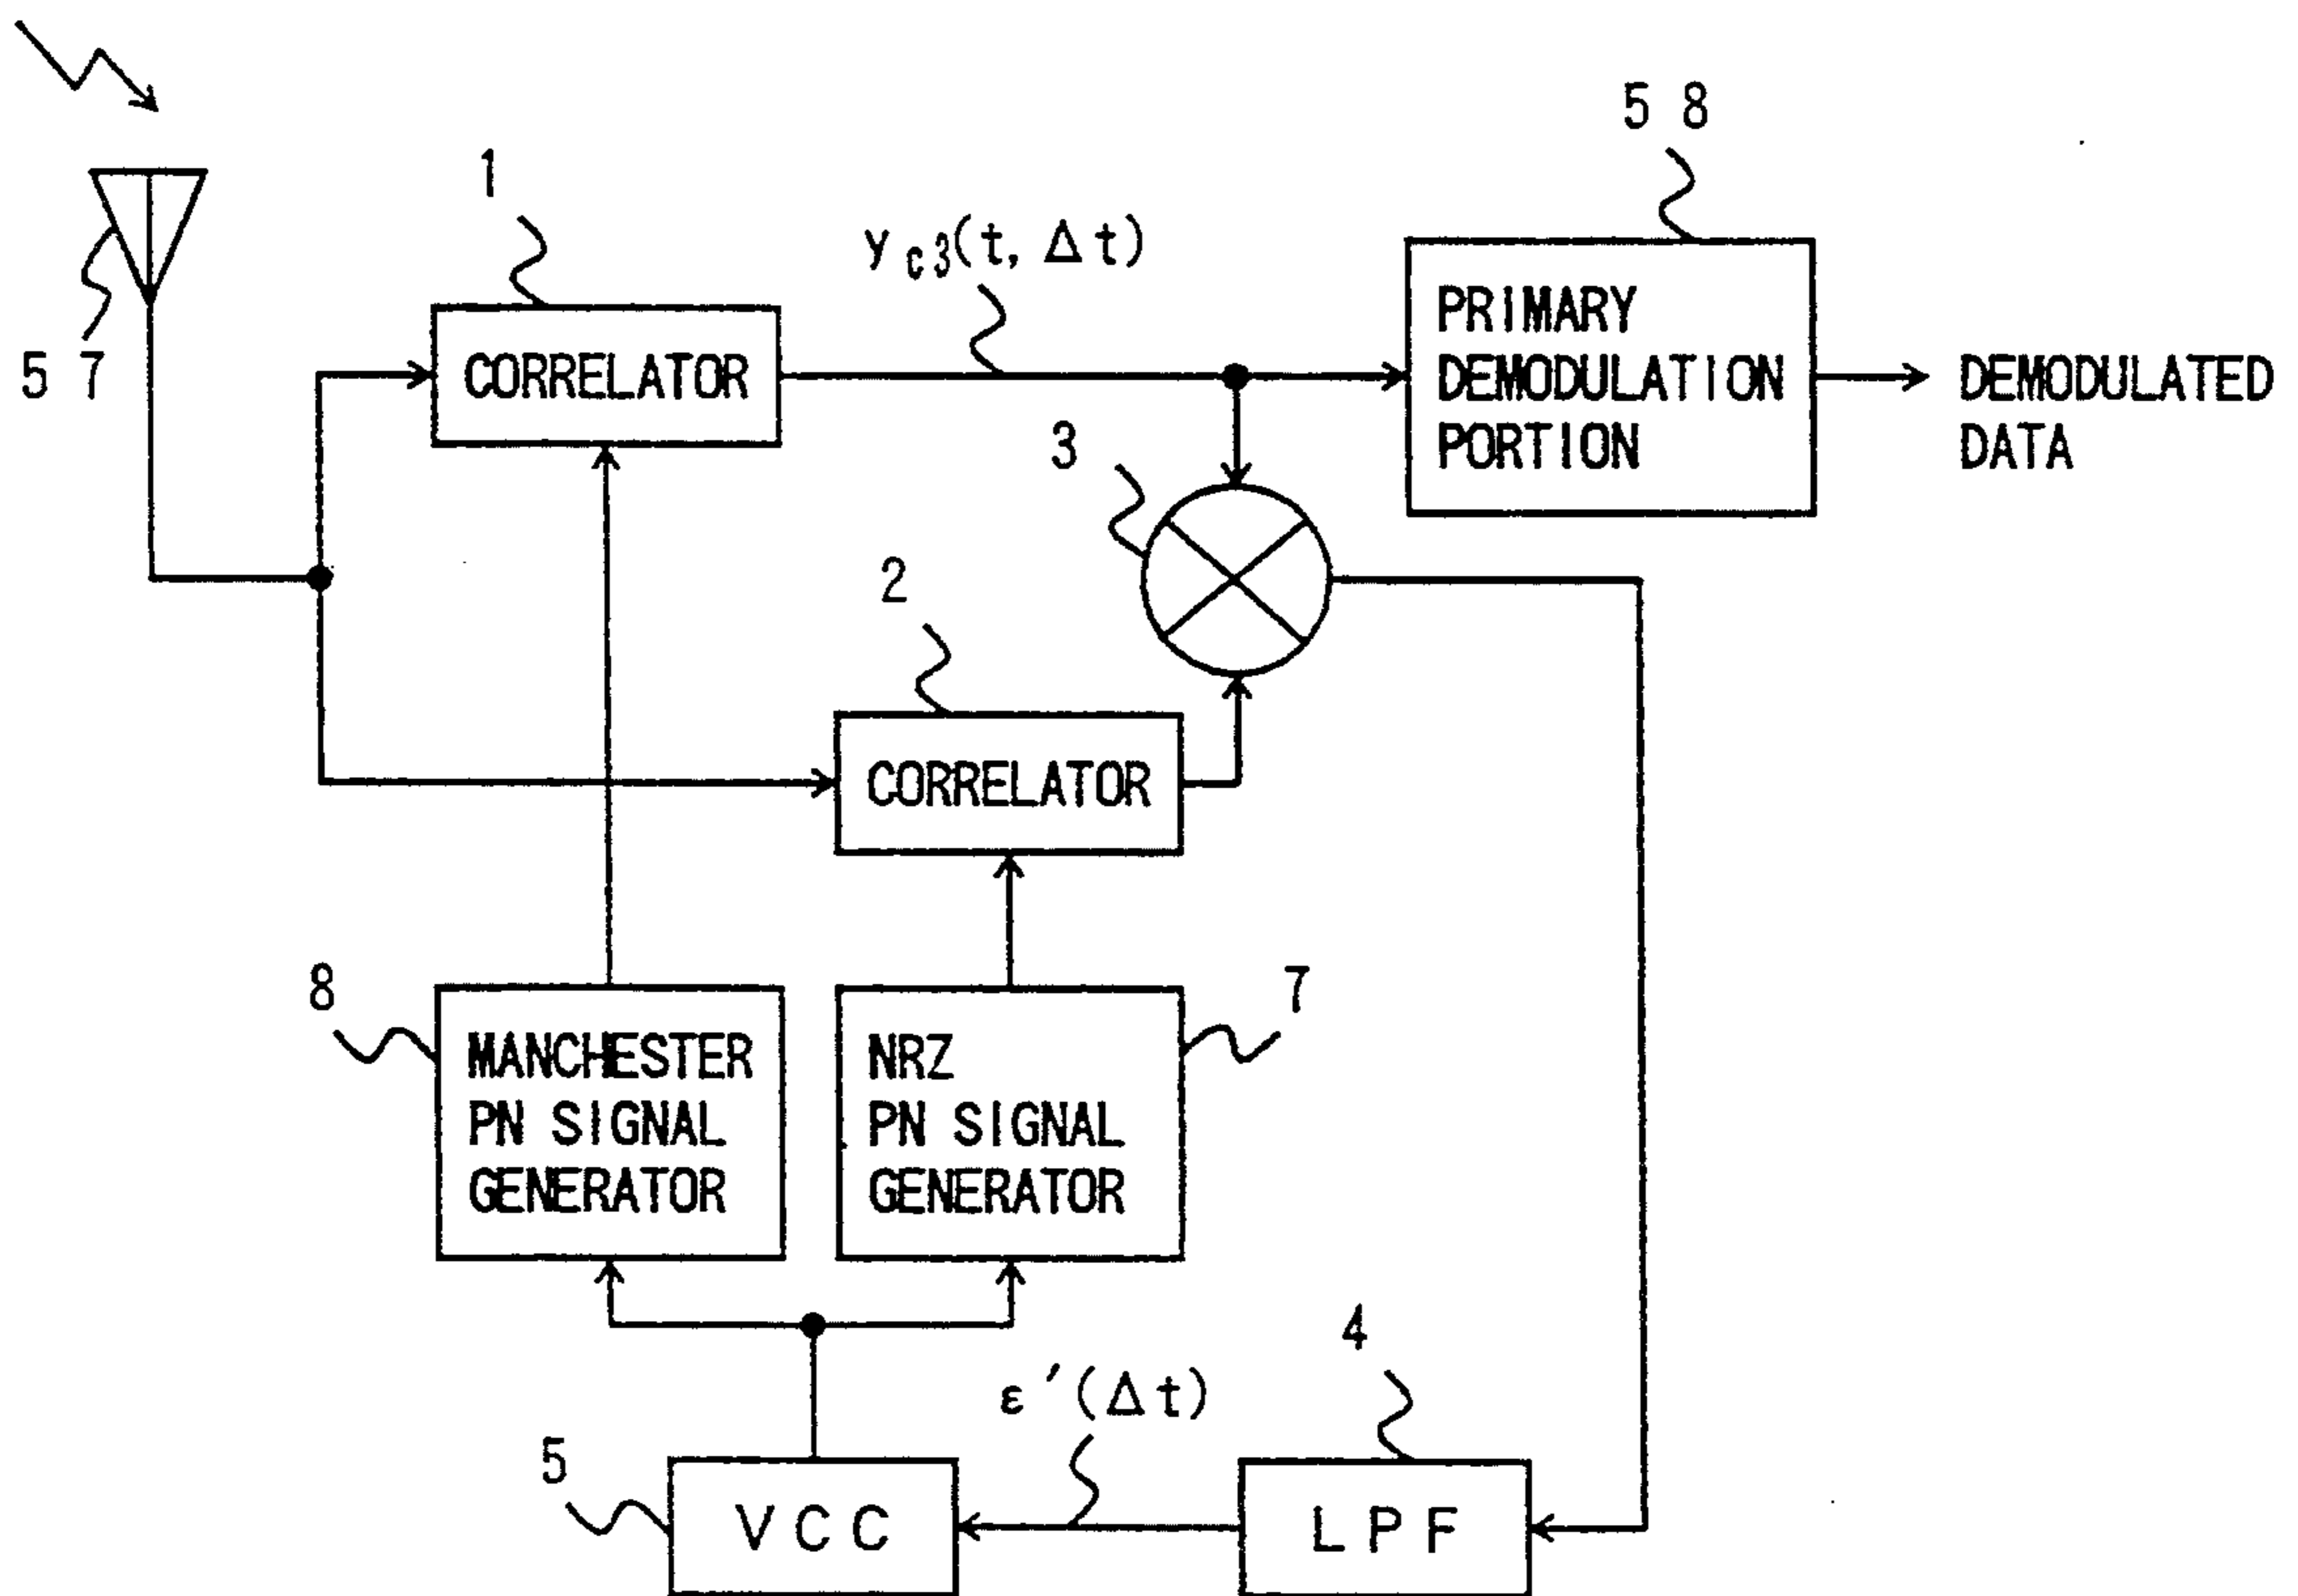 5 8
1
y_c3(t, Δt)
5 7
CORRELATOR
PRIMARY
DEMODULATION
PORTION
DEMODULATED
DATA
3
2
CORRELATOR
8
7
MANCHESTER
PN SIGNAL
GENERATOR
NRZ
PN SIGNAL
GENERATOR
4
ε'(Δt)
5
VCC
LPF